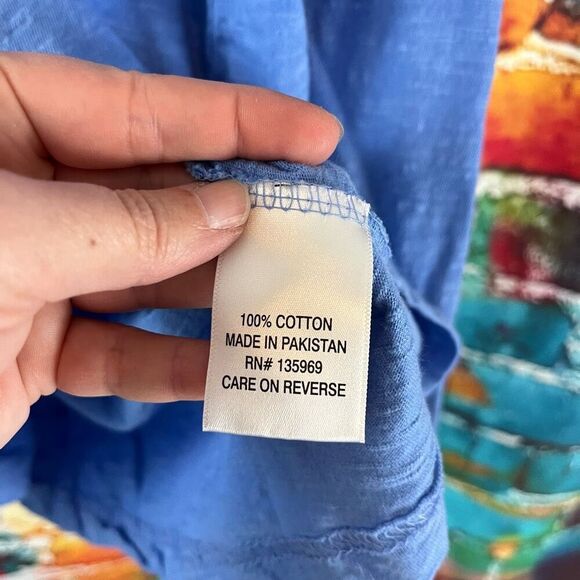 100% COTTON
MADE IN PAKISTAN
RN# 135969
CARE ON REVERSE